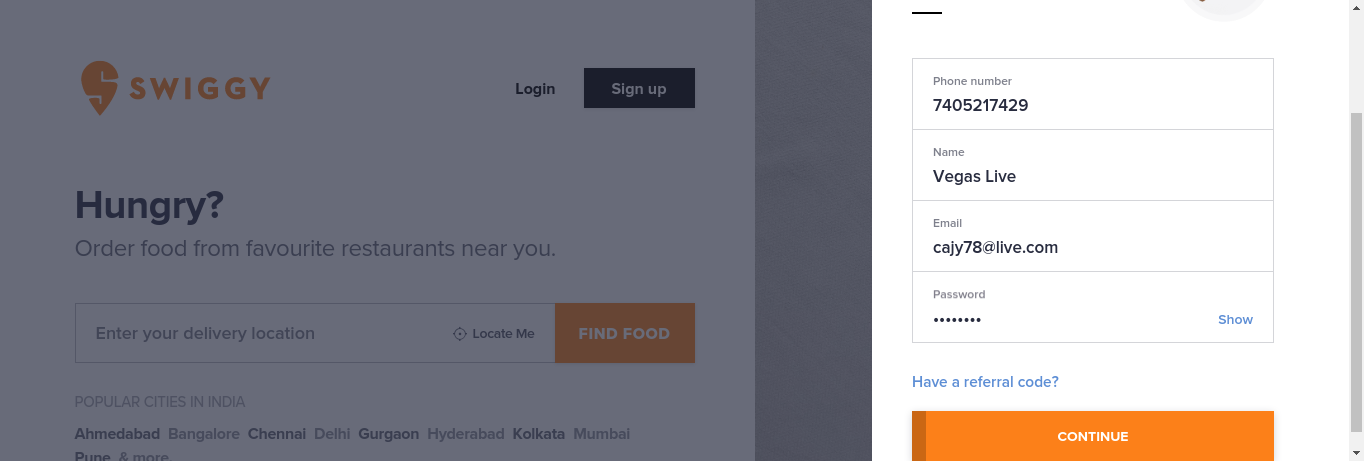 SWIGGY
Login
Sign up
Hungry?
Order food from favourite restaurants near you.
Enter your delivery location
Locate Me
FIND FOOD
POPULAR CITIES IN INDIA
Ahmedabad Bangalore Chennai Delhi Gurgaon Hyderabad Kolkata Mumbai
Pune & more.
Phone number
7405217429
Name
Vegas Live
Email
cajy78@live.com
Password
••••••••
Show
Have a referral code?
CONTINUE